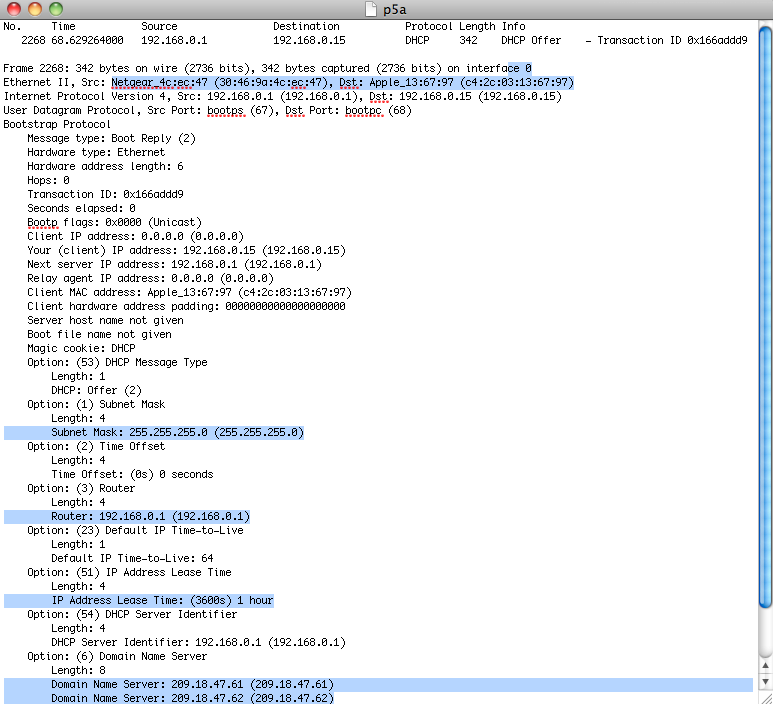 p5a
No. Time Source Destination Protocol Length Info
2268 68.629264000 192.168.0.1 192.168.0.15 DHCP 342 DHCP Offer - Transaction ID 0x166addd9
Frame 2268: 342 bytes on wire (2736 bits), 342 bytes captured (2736 bits) on interface 0
Ethernet II, Src: Netgear_4c:ec:47 (30:46:9a:4c:ec:47), Dst: Apple_13:67:97 (c4:2c:03:13:67:97)
Internet Protocol Version 4, Src: 192.168.0.1 (192.168.0.1), Dst: 192.168.0.15 (192.168.0.15)
User Datagram Protocol, Src Port: bootps (67), Dst Port: bootpc (68)
Bootstrap Protocol
Message type: Boot Reply (2)
Hardware type: Ethernet
Hardware address length: 6
Hops: 0
Transaction ID: 0x166addd9
Seconds elapsed: 0
Bootp flags: 0x0000 (Unicast)
Client IP address: 0.0.0.0 (0.0.0.0)
Your (client) IP address: 192.168.0.15 (192.168.0.15)
Next server IP address: 192.168.0.1 (192.168.0.1)
Relay agent IP address: 0.0.0.0 (0.0.0.0)
Client MAC address: Apple_13:67:97 (c4:2c:03:13:67:97)
Client hardware address padding: 00000000000000000000
Server host name not given
Boot file name not given
Magic cookie: DHCP
Option: (53) DHCP Message Type
Length: 1
DHCP: Offer (2)
Option: (1) Subnet Mask
Length: 4
Subnet Mask: 255.255.255.0 (255.255.255.0)
Option: (2) Time Offset
Length: 4
Time Offset: (0s) 0 seconds
Option: (3) Router
Length: 4
Router: 192.168.0.1 (192.168.0.1)
Option: (23) Default IP Time-to-Live
Length: 1
Default IP Time-to-Live: 64
Option: (51) IP Address Lease Time
Length: 4
IP Address Lease Time: (3600s) 1 hour
Option: (54) DHCP Server Identifier
Length: 4
DHCP Server Identifier: 192.168.0.1 (192.168.0.1)
Option: (6) Domain Name Server
Length: 8
Domain Name Server: 209.18.47.61 (209.18.47.61)
Domain Name Server: 209.18.47.62 (209.18.47.62)